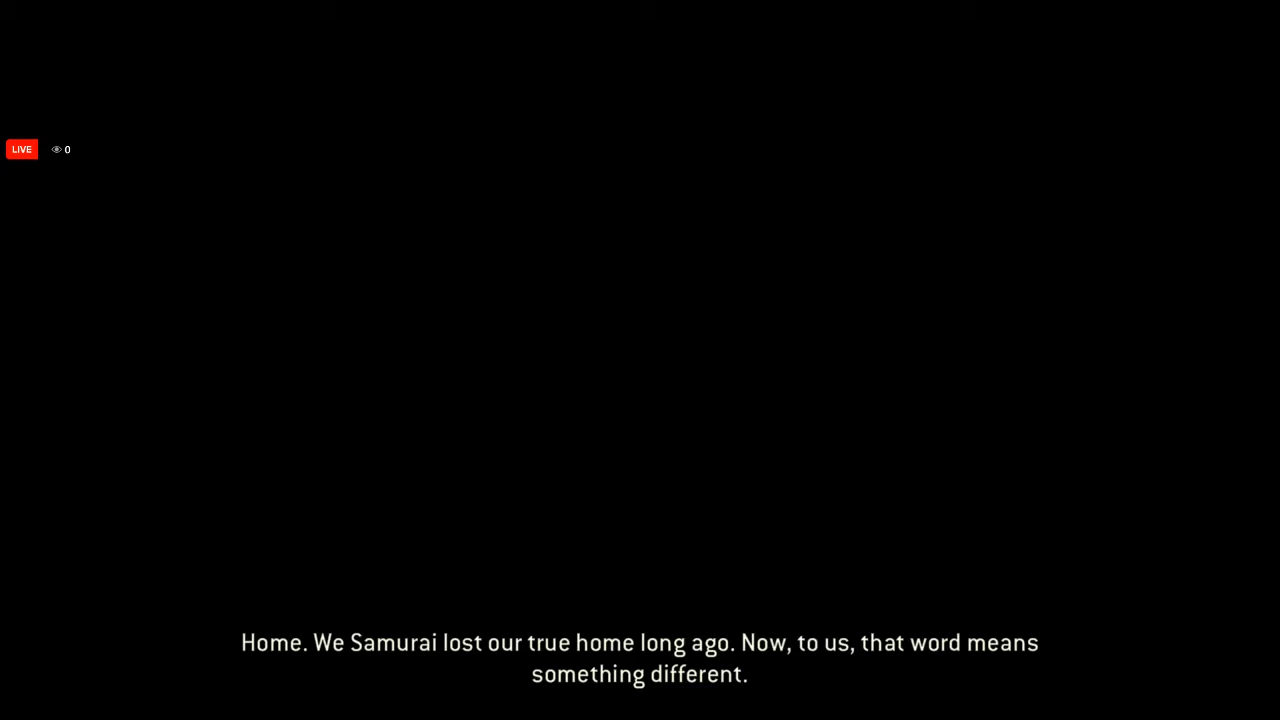 LIVE 0
Home. We Samurai lost our true home long ago. Now, to us, that word means
something different.